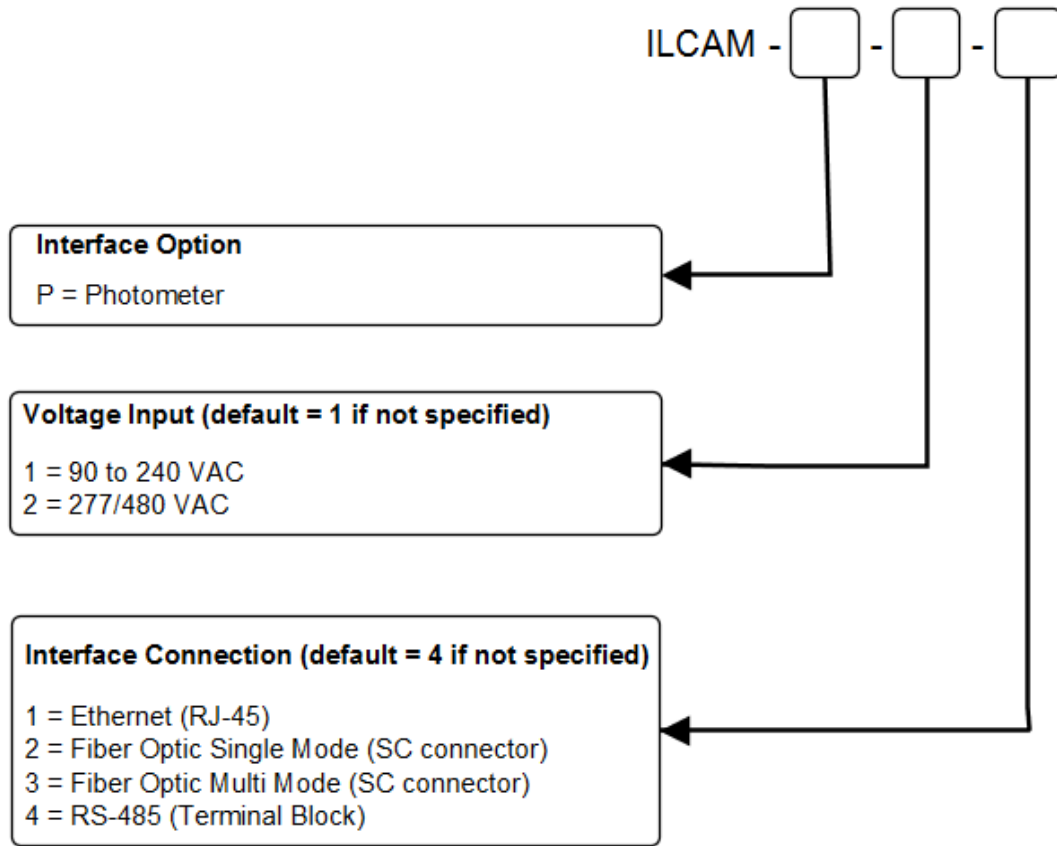 ILCAM - - -
Interface Option
P = Photometer
Voltage Input (default = 1 if not specified)
1 = 90 to 240 VAC
2 = 277/480 VAC
Interface Connection (default = 4 if not specified)
1 = Ethernet (RJ-45)
2 = Fiber Optic Single Mode (SC connector)
3 = Fiber Optic Multi Mode (SC connector)
4 = RS-485 (Terminal Block)